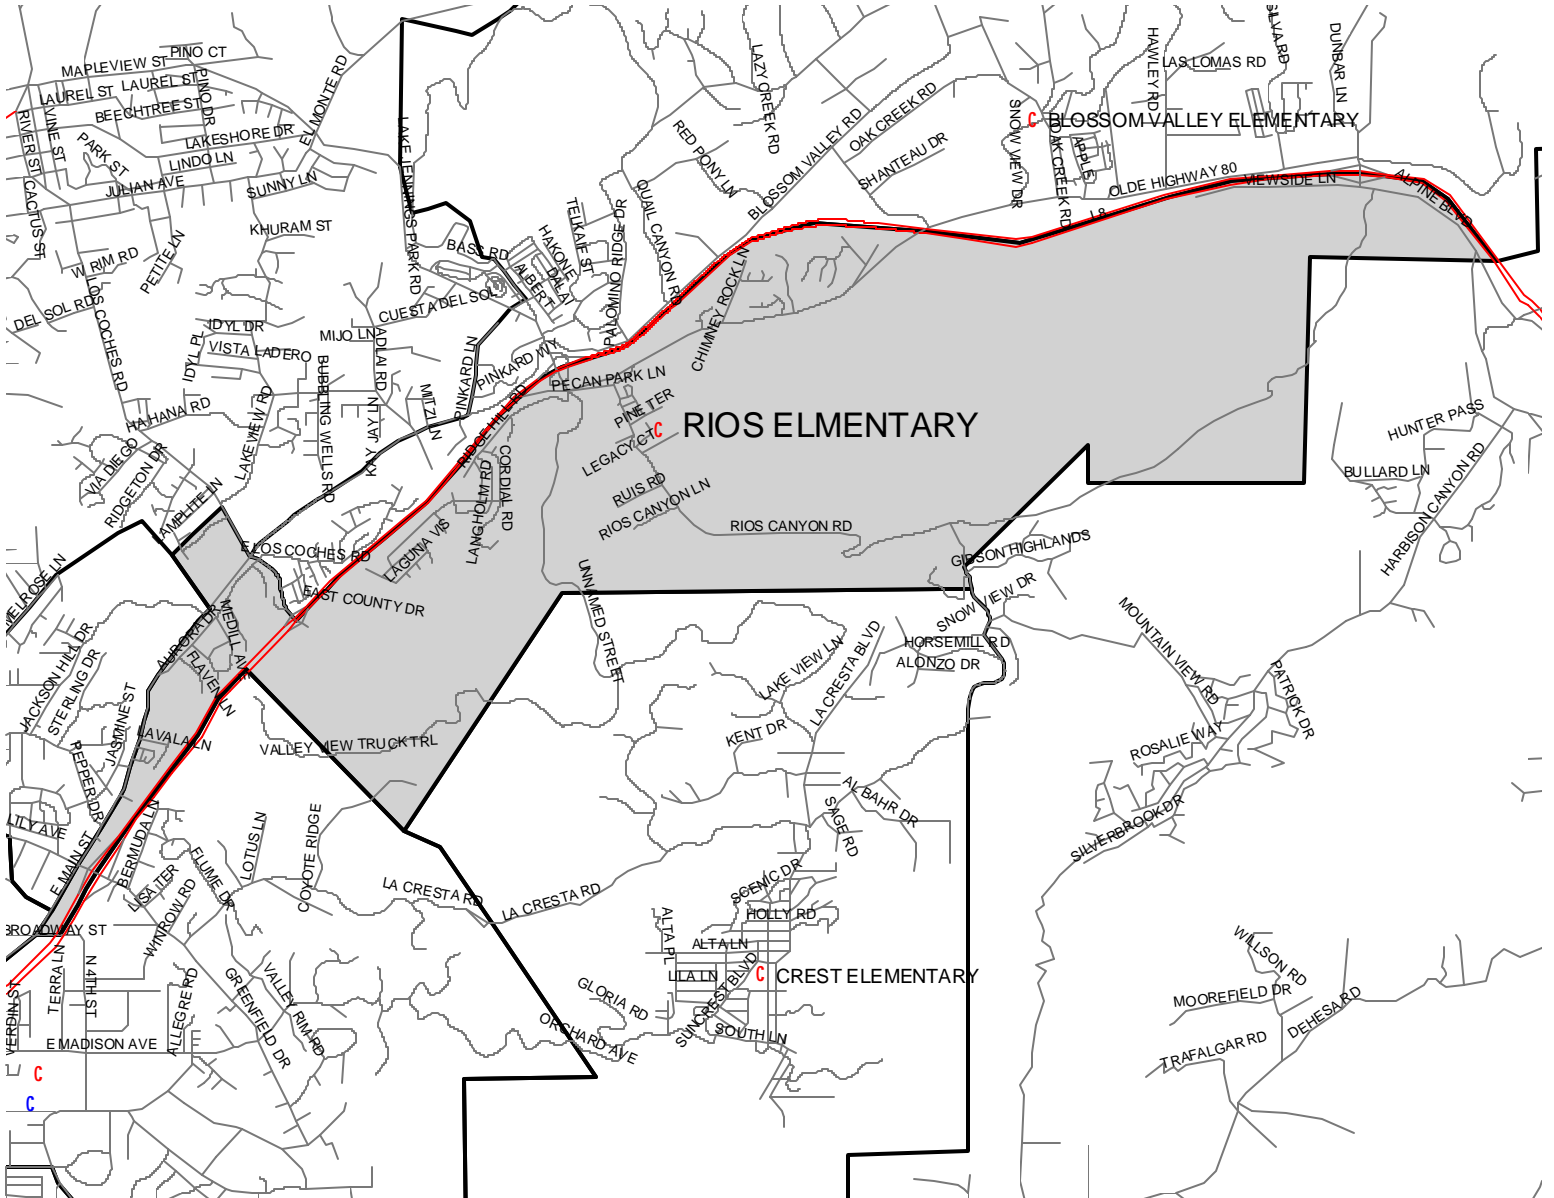 PINO CT
MAPLEVIEW ST
LAUREL ST
LAUREL ST
PINO DR
BEECHTREE ST
VINE ST
RIVER ST
PARK ST
LAKESHORE DR
LINDO LN
JULIAN AVE
SUNNY LN
EL MONTE RD
CACTUS ST
LAKE JENNINGS PARK RD
LAZY CREEK RD
RED PONY LN
BLOSSOM VALLEY RD
OAK CREEK RD
SHANTEAU DR
SNOW VIEW DR
OAK CREEK RD
APPLE
HAWLEY RD
LAS LOMAS RD
SILVA RD
DUNBAR LN
C BLOSSOM VALLEY ELEMENTARY
OLDE HIGHWAY 80
VIEWSIDE LN
ALPINE BLVD
I 8
KHURAM ST
PETITE LN
W RIM RD
LOS COCHES RD
DEL SOL RD
BASS RD
ALBERT
HAKONE
DALAI
TELKAIE ST
PALOMINO RIDGE DR
QUAIL CANYON RD
CHIMNEY ROCK LN
CUESTA DEL SOL
IDYL DR
IDYL PL
VISTA LADERO
MIJO LN
ADLAI RD
BUBBLING WELLS RD
KAY JAY LN
MITZI LN
PINKARD LN
PINKARD WY
PECAN PARK LN
PINE TER
LEGACY CT
C RIOS ELMENTARY
RIDGE HILL RD
HAHANA RD
LAKEVIEW RD
VIA DIEGO
RIDGETON DR
LAMPLITE LN
CORDIAL RD
LANGHOLM RD
LAGUNA VIS
RUIS RD
RIOS CANYON LN
RIOS CANYON RD
HUNTER PASS
BULLARD LN
HARBISON CANYON RD
E LOS COCHES RD
EAST COUNTY DR
UNNAMED STREET
GIBSON HIGHLANDS
SNOW VIEW DR
HORSEMILL RD
ALONZO DR
MELROSE LN
AURORA DR
MEDILL AVE
FLAVEN LN
JACKSON HILL DR
STERLING DR
JASMINE ST
PEPPER DR
LAVALA LN
VALLEY VIEW TRUCK TRL
LAKE VIEW LN
LA CRESTA BLVD
KENT DR
MOUNTAIN VIEW RD
PATRICK DR
ROSALIE WAY
SILVERBROOK DR
AL BAHR DR
SAGE RD
LILY AVE
E MAIN ST
BERMUDA LN
LISA TER
WINROW RD
FLUME DR
LOTUS LN
COYOTE RIDGE
LA CRESTA RD
LA CRESTA RD
SCENIC DR
HOLLY RD
ALTA PL
ALTA LN
LILA LN
SUNCREST BLVD
C CREST ELEMENTARY
GLORIA RD
ORCHARD AVE
SOUTH LN
BROADWAY ST
TERRA LN
N 4TH ST
VERDIN ST
ALLEGRE RD
GREENFIELD DR
VALLEY RIM RD
E MADISON AVE
WILLSON RD
MOOREFIELD DR
DEHESA RD
TRAFALGAR RD
C
C